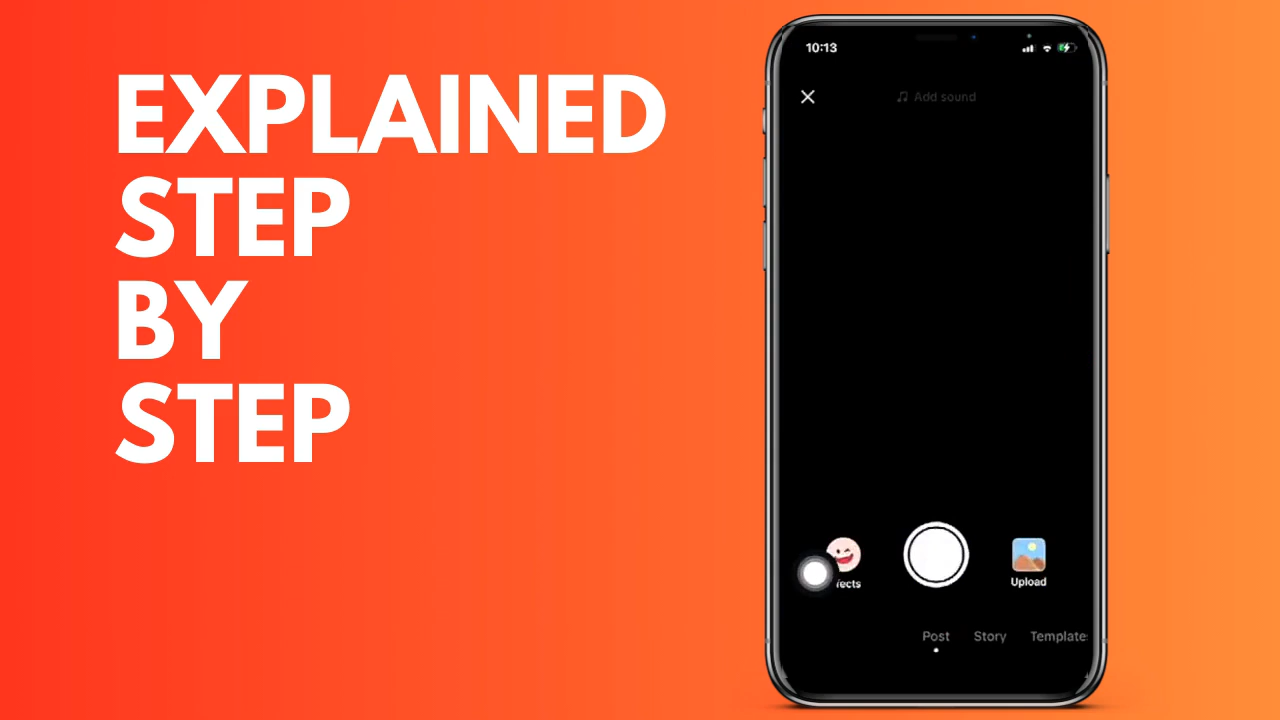 EXPLAINED
STEP
BY
STEP
10:13
Add sound
fects
Upload
Post Story Template